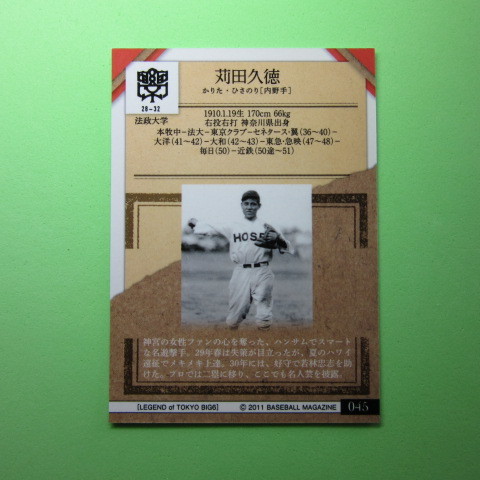 苅田久徳
かりた・ひさのり[内野手]
28-32
法政大学
1910.1.19生 170cm 66kg
右投右打 神奈川県出身
本牧中-法大-東京クラブ-セネタース・翼(36〜40)-
大洋(41〜42)-大和(42〜43)-東急・急映(47〜48)-
毎日(50)-近鉄(50途〜51)
HOSE
神宮の女性ファンの心を奪った、ハンサムでスマート
な名遊撃手。29年春は失策が目立ったが、夏のハワイ
遠征でメキメキ上達。30年には、好守で若林忠志を助
けた。プロでは二塁に移り、ここでも名人芸を披露。
[LEGEND of TOKYO BIG6]
© 2011 BASEBALL MAGAZINE
045